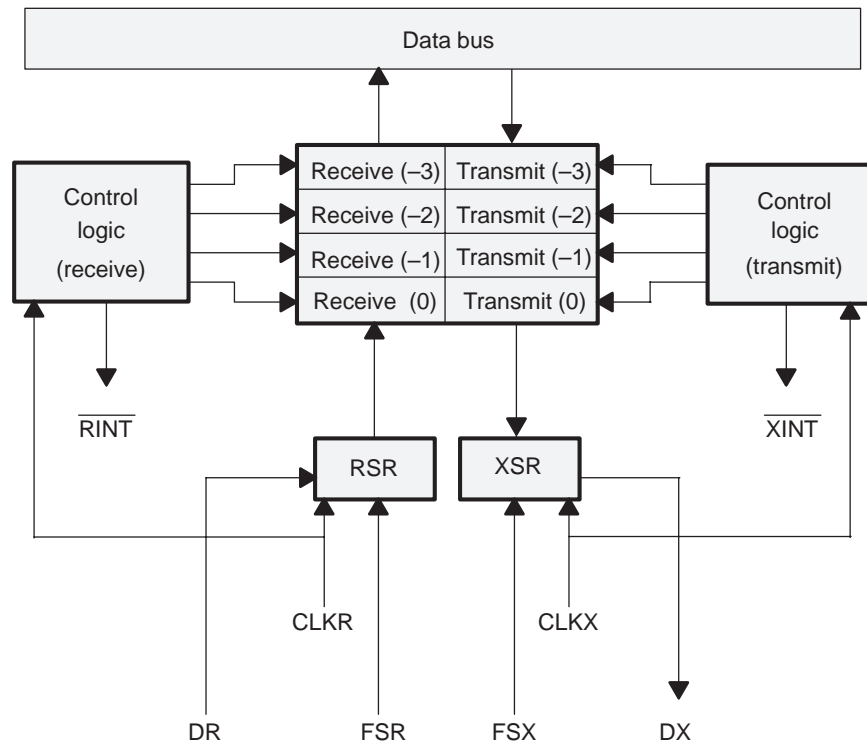 Data bus
Control
logic
(receive)
Receive (–3) Transmit (–3)
Receive (–2) Transmit (–2)
Receive (–1) Transmit (–1)
Receive (0) Transmit (0)
Control
logic
(transmit)
RINT
XINT
RSR
XSR
CLKR
CLKX
DR
FSR
FSX
DX